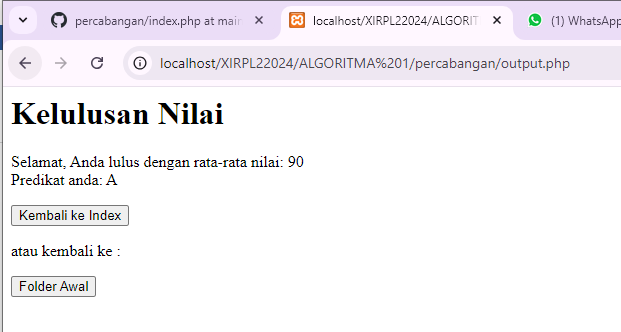 percabangan/index.php at main
localhost/XIRPL22024/ALGORIT
(1) WhatsApp
localhost/XIRPL22024/ALGORITMA%201/percabangan/output.php
Kelulusan Nilai
Selamat, Anda lulus dengan rata-rata nilai: 90
Predikat anda: A
Kembali ke Index
atau kembali ke :
Folder Awal